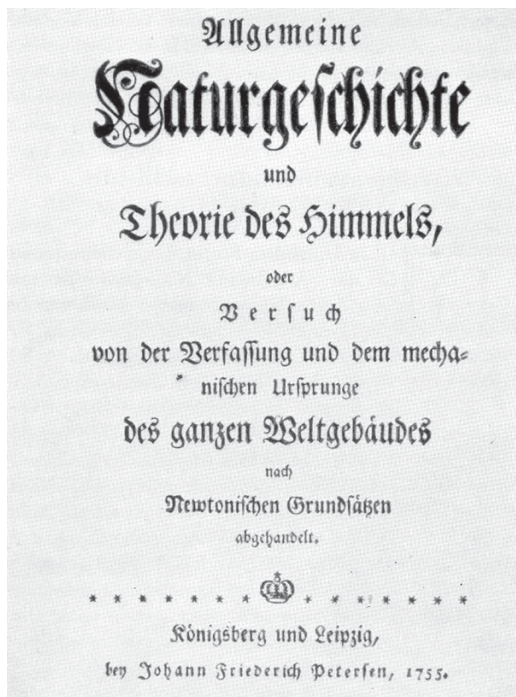 Allgemeine
Naturgeſchichte
und
Theorie des Himmels,
oder
Verſuch
von der Verfaſſung und dem mecha-
niſchen Urſprunge
des ganzen Weltgebäudes
nach
Newtoniſchen Grundſätzen
abgehandelt.
Königsberg und Leipzig,
bey Johann Friederich Peterſen, 1755.